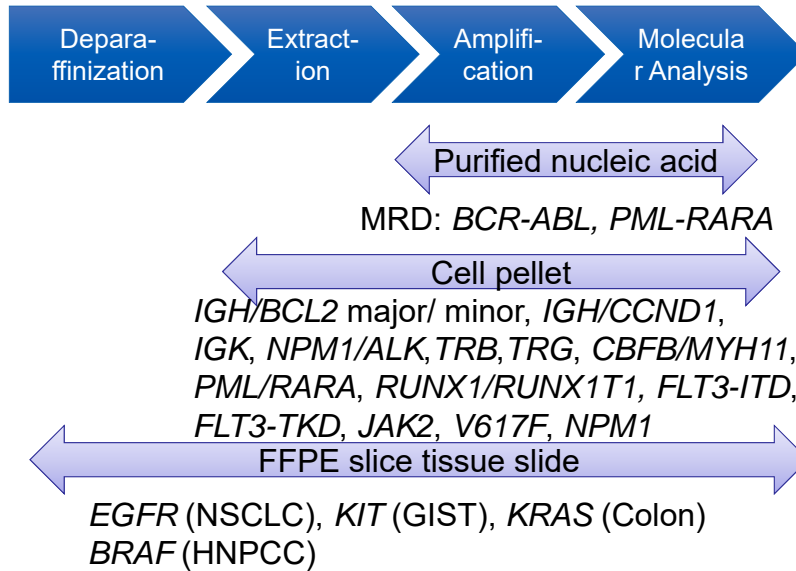 Depara-
ffinization
Extract-
ion
Amplifi-
cation
Molecula
r Analysis
Purified nucleic acid
MRD: BCR-ABL, PML-RARA
Cell pellet
IGH/BCL2 major/ minor, IGH/CCND1,
IGK, NPM1/ALK,TRB,TRG, CBFB/MYH11,
PML/RARA, RUNX1/RUNX1T1, FLT3-ITD,
FLT3-TKD, JAK2, V617F, NPM1
FFPE slice tissue slide
EGFR (NSCLC), KIT (GIST), KRAS (Colon)
BRAF (HNPCC)